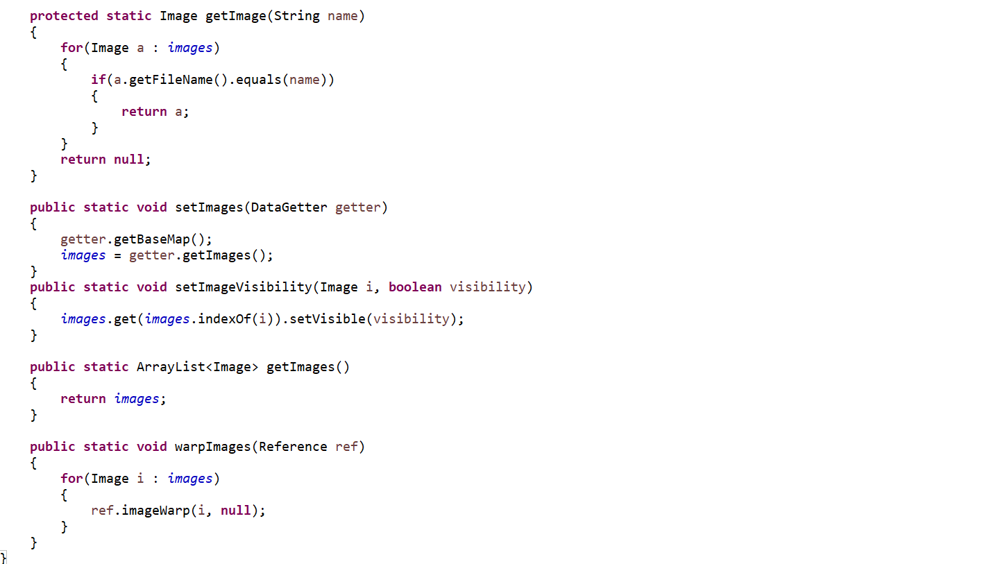 protected static Image getImage(String name)
{
for(Image a : images)
{
if(a.getFileName().equals(name))
{
return a;
}
}
return null;
}
public static void setImages(DataGetter getter)
{
getter.getBaseMap();
images = getter.getImages();
}
public static void setImageVisibility(Image i, boolean visibility)
{
images.get(images.indexOf(i)).setVisible(visibility);
}
public static ArrayList<Image> getImages()
{
return images;
}
public static void warpImages(Reference ref)
{
for(Image i : images)
{
ref.imageWarp(i, null);
}
}
}